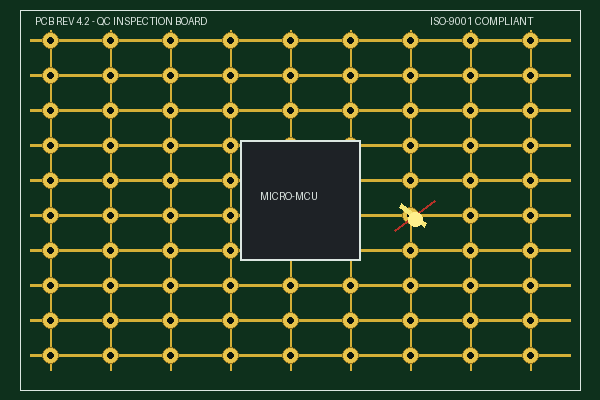 PCB REV 4.2 - QC INSPECTION BOARD
ISO-9001 COMPLIANT
MICRO-MCU